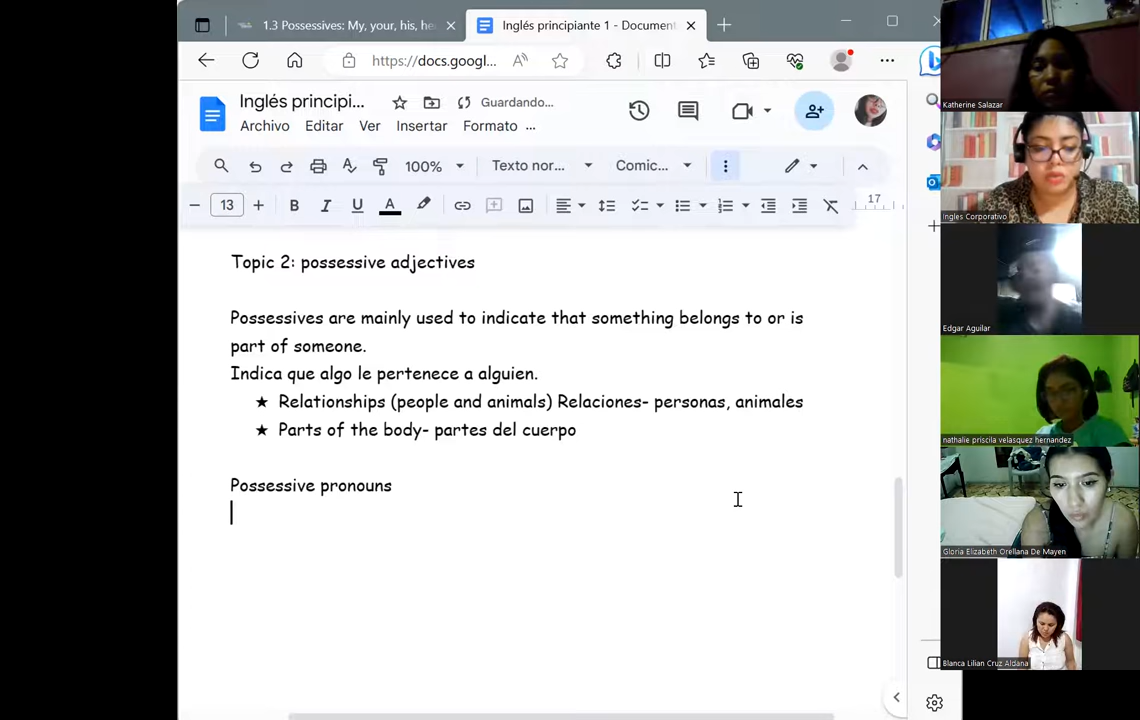 1.3 Possessives: My, your, his, he
Inglés principiante 1 - Document
https://docs.googl...
Inglés principi...
Guardando...
Archivo Editar Ver Insertar Formato ...
100% Texto nor... Comic...
13
17
Topic 2: possessive adjectives
Possessives are mainly used to indicate that something belongs to or is
part of someone.
Indica que algo le pertenece a alguien.
★ Relationships (people and animals) Relaciones- personas, animales
★ Parts of the body- partes del cuerpo
Possessive pronouns
Katherine Salazar
Ingles Corporativo
Edgar Aguilar
nathalie priscila velasquez hernandez
Gloria Elizabeth Orellana De Mayen
Blanca Lilian Cruz Aldana